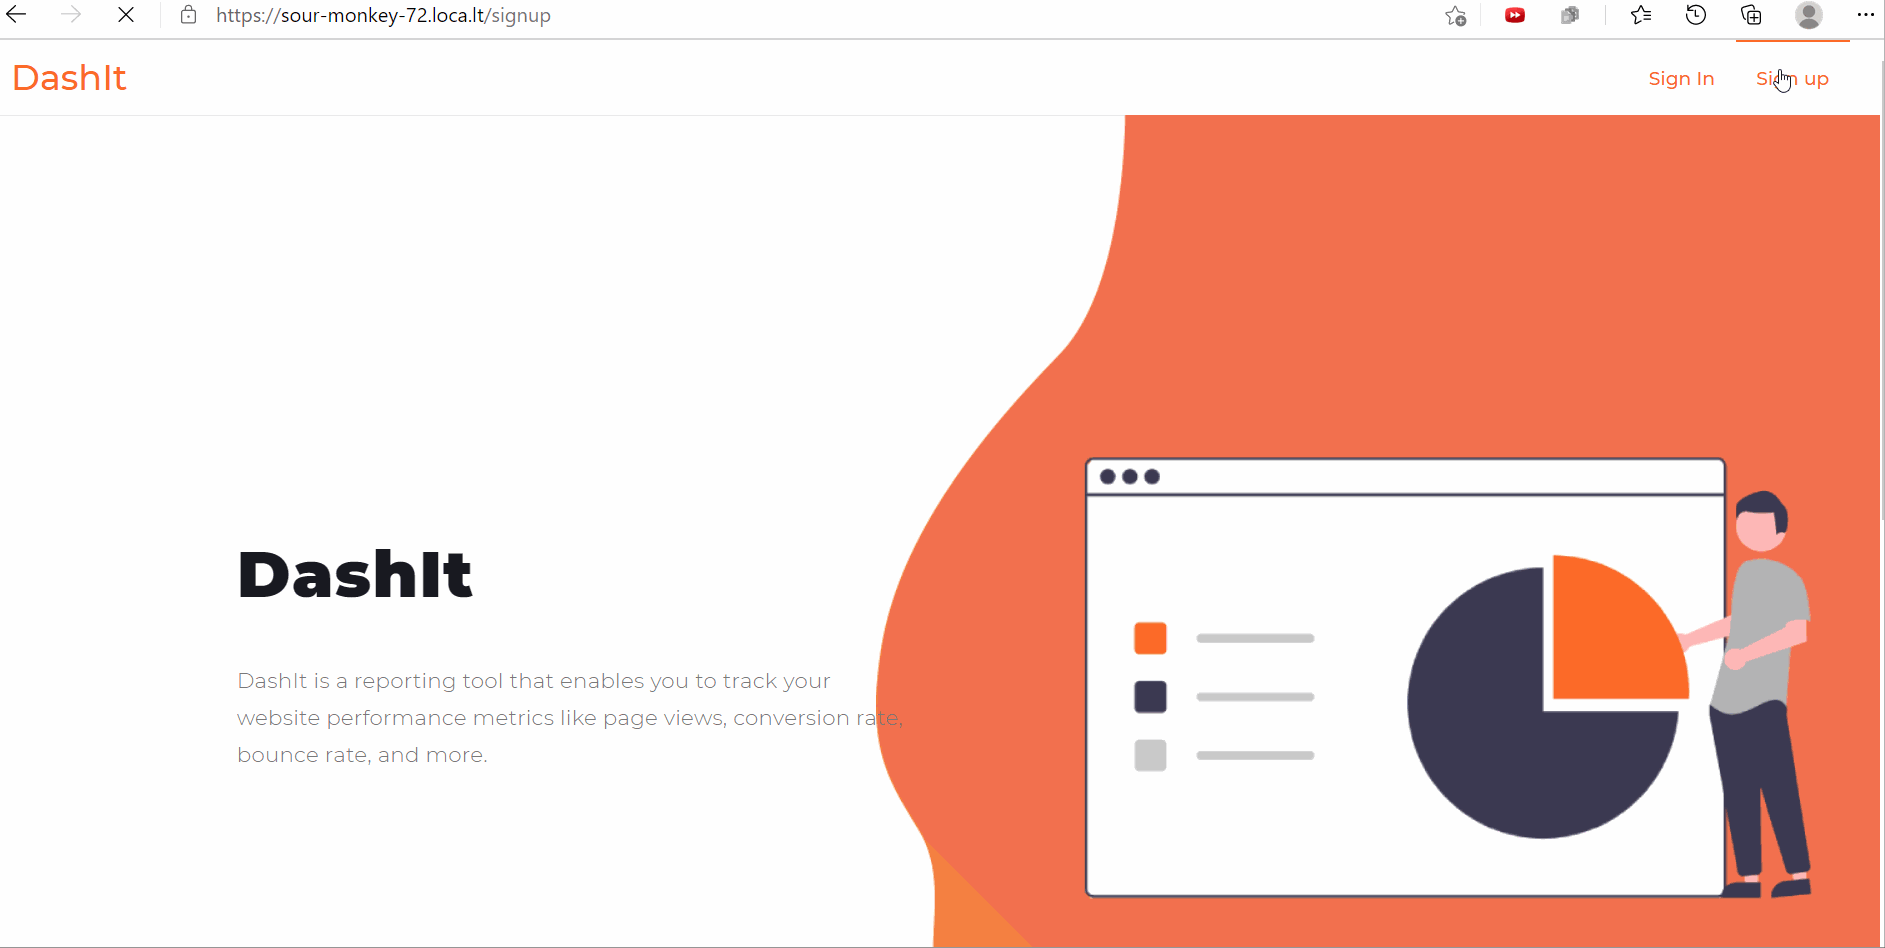 https://sour-monkey-72.loca.lt/signup
DashIt
Sign In
Sign up
DashIt
DashIt is a reporting tool that enables you to track your
website performance metrics like page views, conversion rate,
bounce rate, and more.